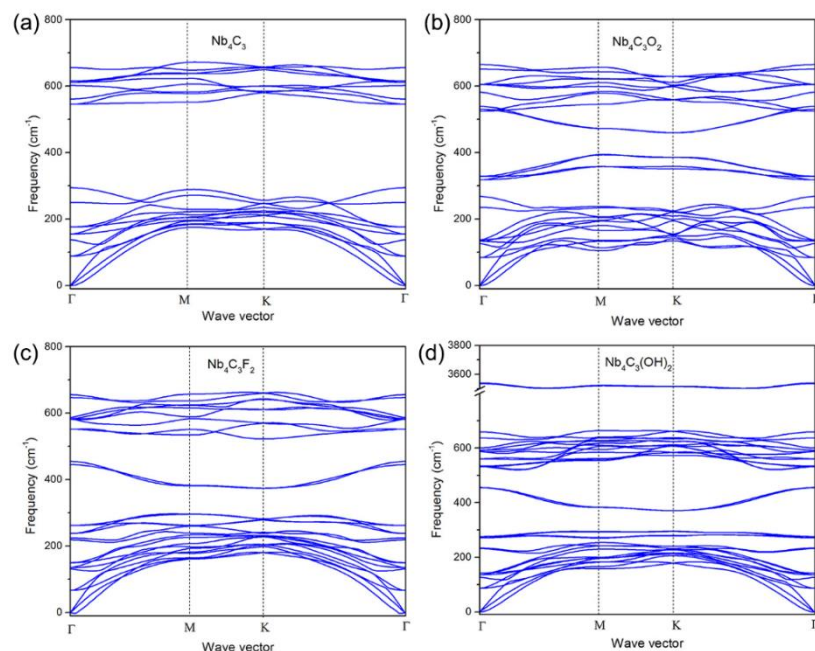 (a)
Nb₄C₃
800
600
400
200
0
Frequency (cm⁻¹)
Γ M K Γ
Wave vector
(b)
Nb₄C₃O₂
800
600
400
200
0
Frequency (cm⁻¹)
Γ M K
Wave vector
(c)
Nb₄C₃F₂
800
600
400
200
0
Frequency (cm⁻¹)
Γ M K Γ
Wave vector
(d)
Nb₄C₃(OH)₂
3800
3600
600
400
200
0
Frequency (cm⁻¹)
Γ M K
Wave vector